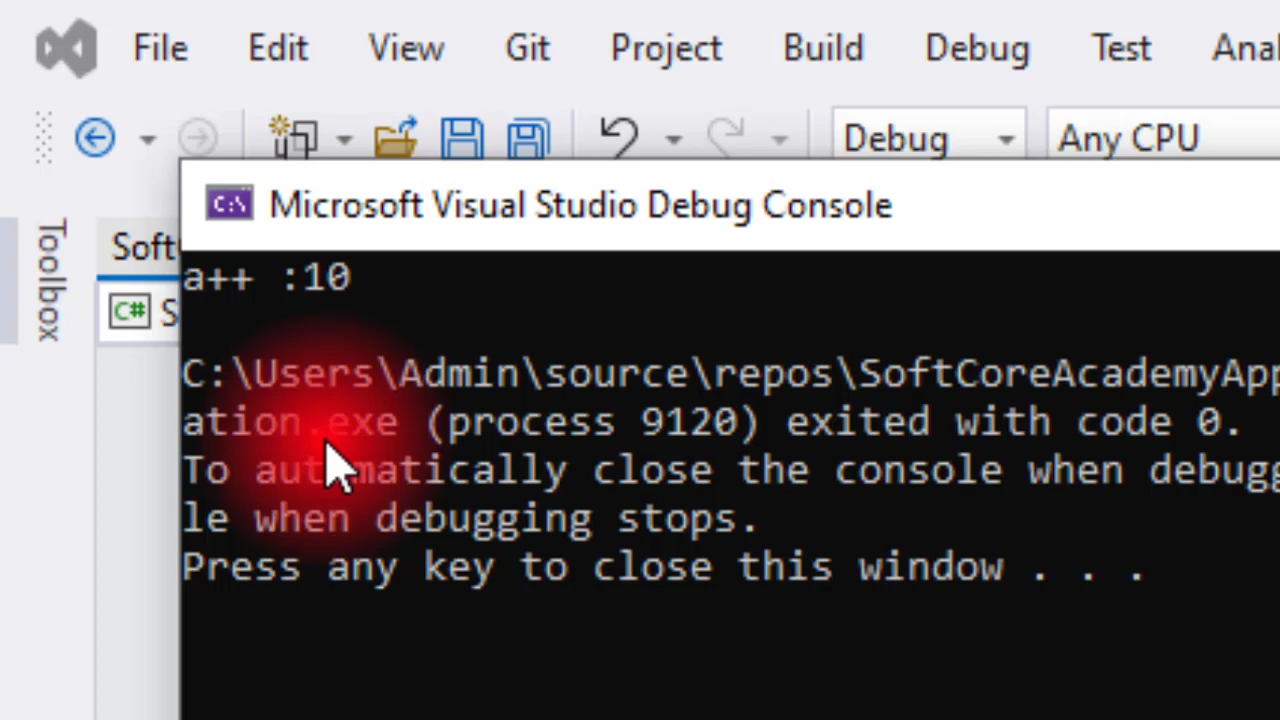 File Edit View Git Project Build Debug Test
Debug Any CPU
Microsoft Visual Studio Debug Console
Toolbox
C#
a++ :10
C:\Users\Admin\source\repos\SoftCoreAcademyApp
ation.exe (process 9120) exited with code 0.
To automatically close the console when debugg
le when debugging stops.
Press any key to close this window . . .